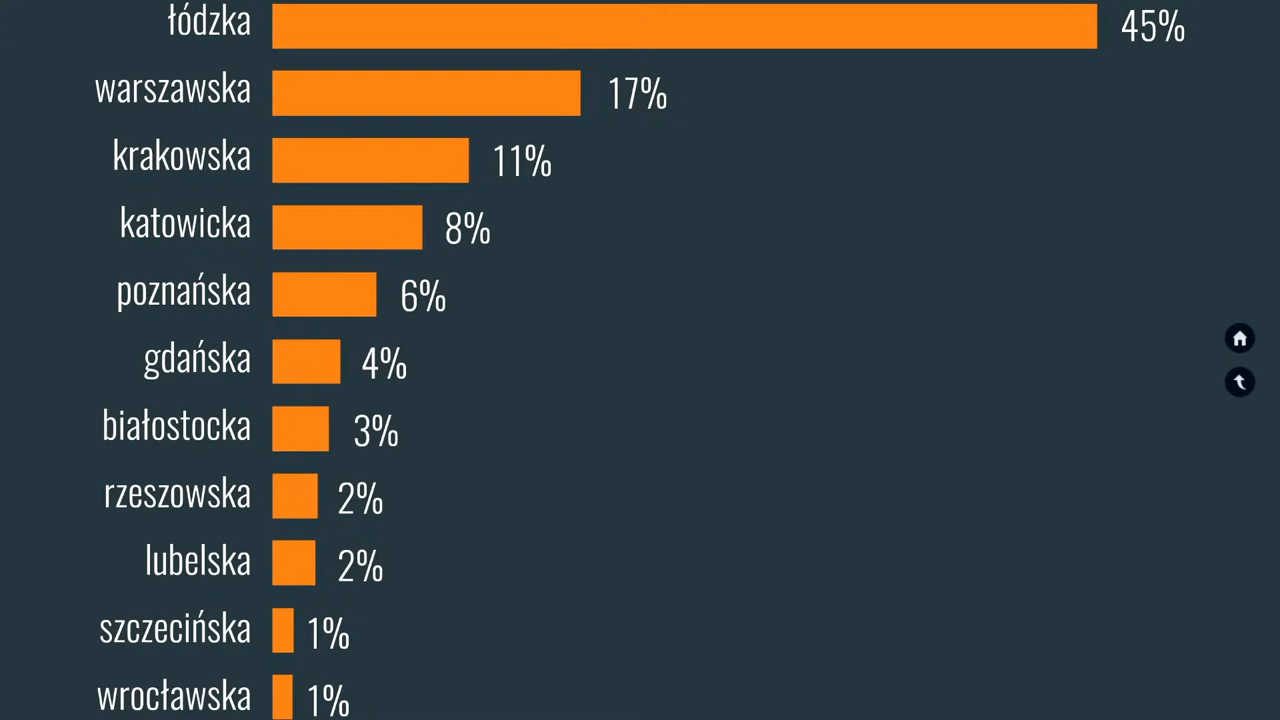 łódzka 45%
warszawska 17%
krakowska 11%
katowicka 8%
poznańska 6%
gdańska 4%
białostocka 3%
rzeszowska 2%
lubelska 2%
szczecińska 1%
wrocławska 1%